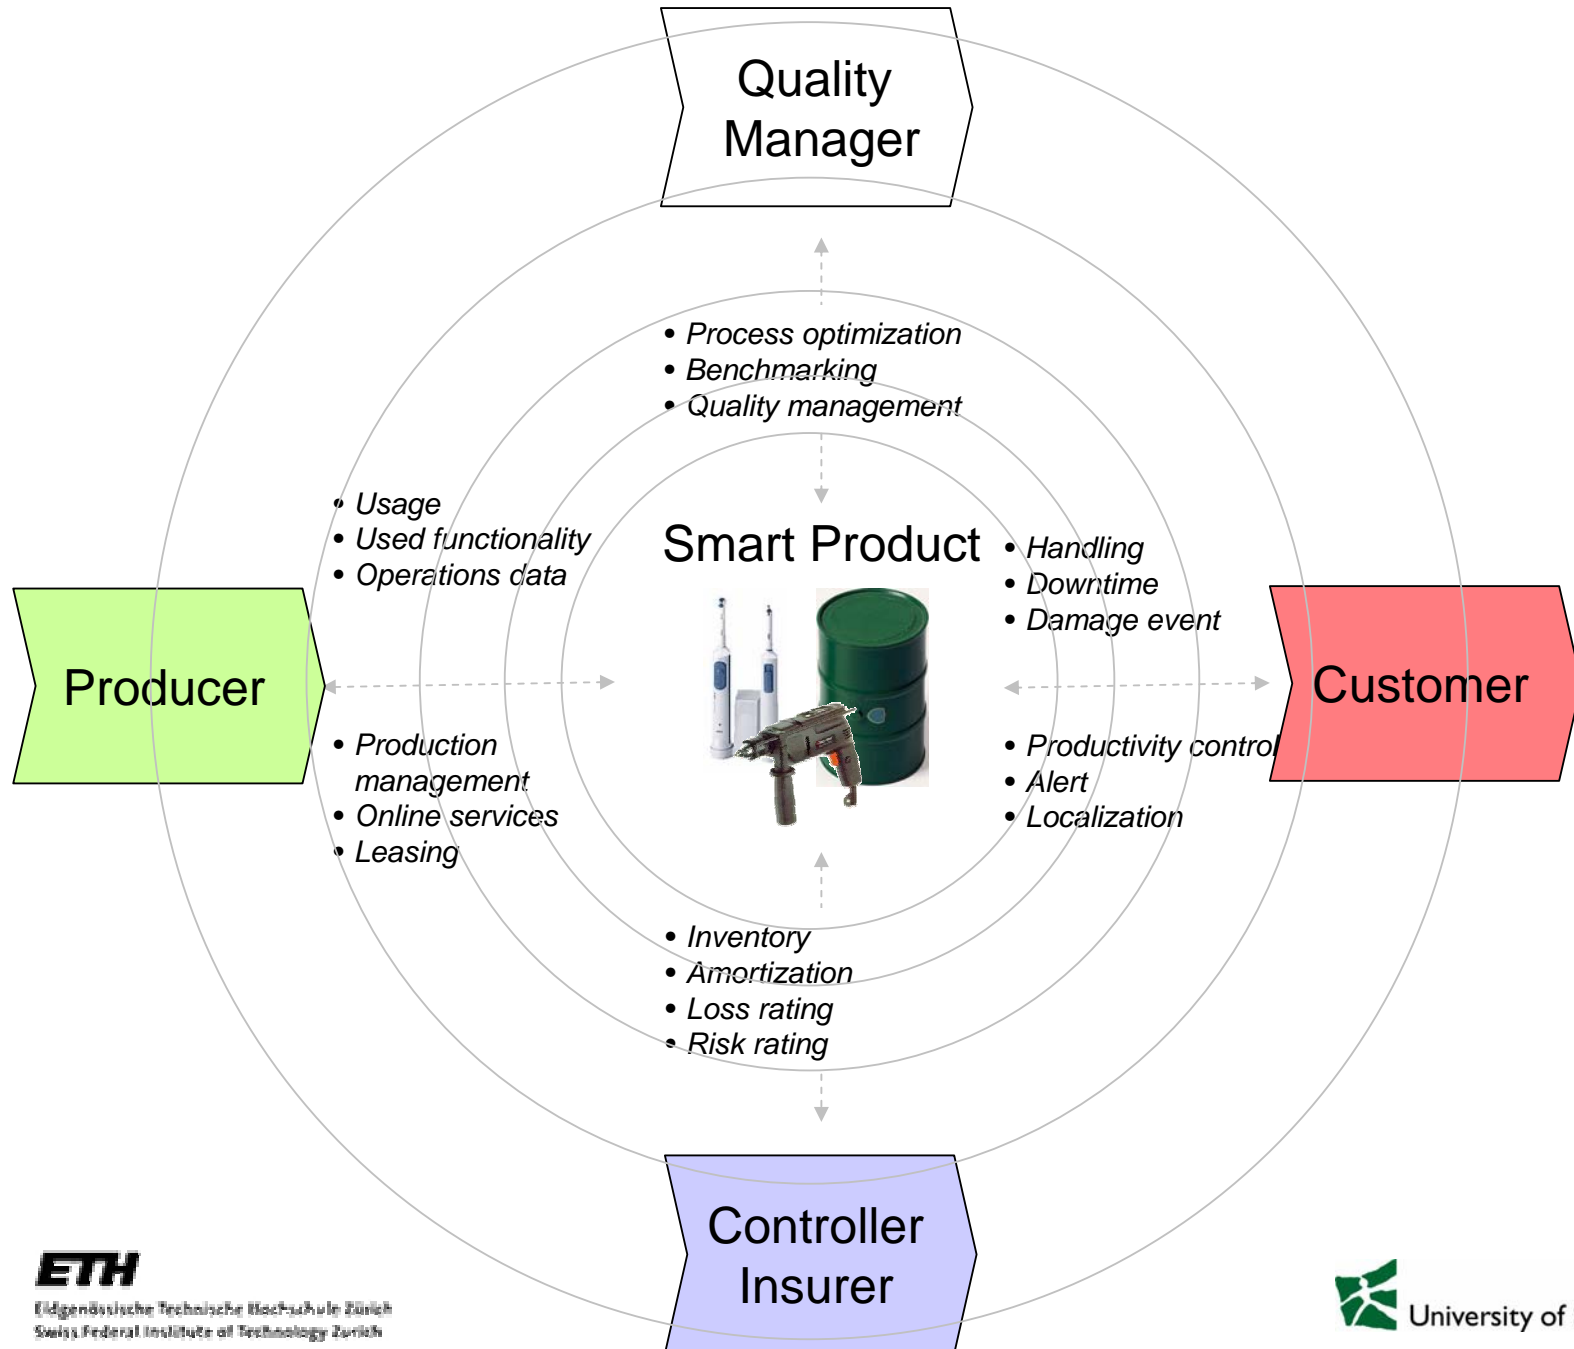 Quality
Manager
• Process optimization
• Benchmarking
• Quality management
• Usage
• Used functionality
• Operations data
Smart Product
• Handling
• Downtime
• Damage event
Producer
Customer
• Production
management
• Online services
• Leasing
• Productivity control
• Alert
• Localization
• Inventory
• Amortization
• Loss rating
• Risk rating
Controller
Insurer
ETH
Eidgenössische Technische Hochschule Zürich
Swiss Federal Institute of Technology Zurich
University of